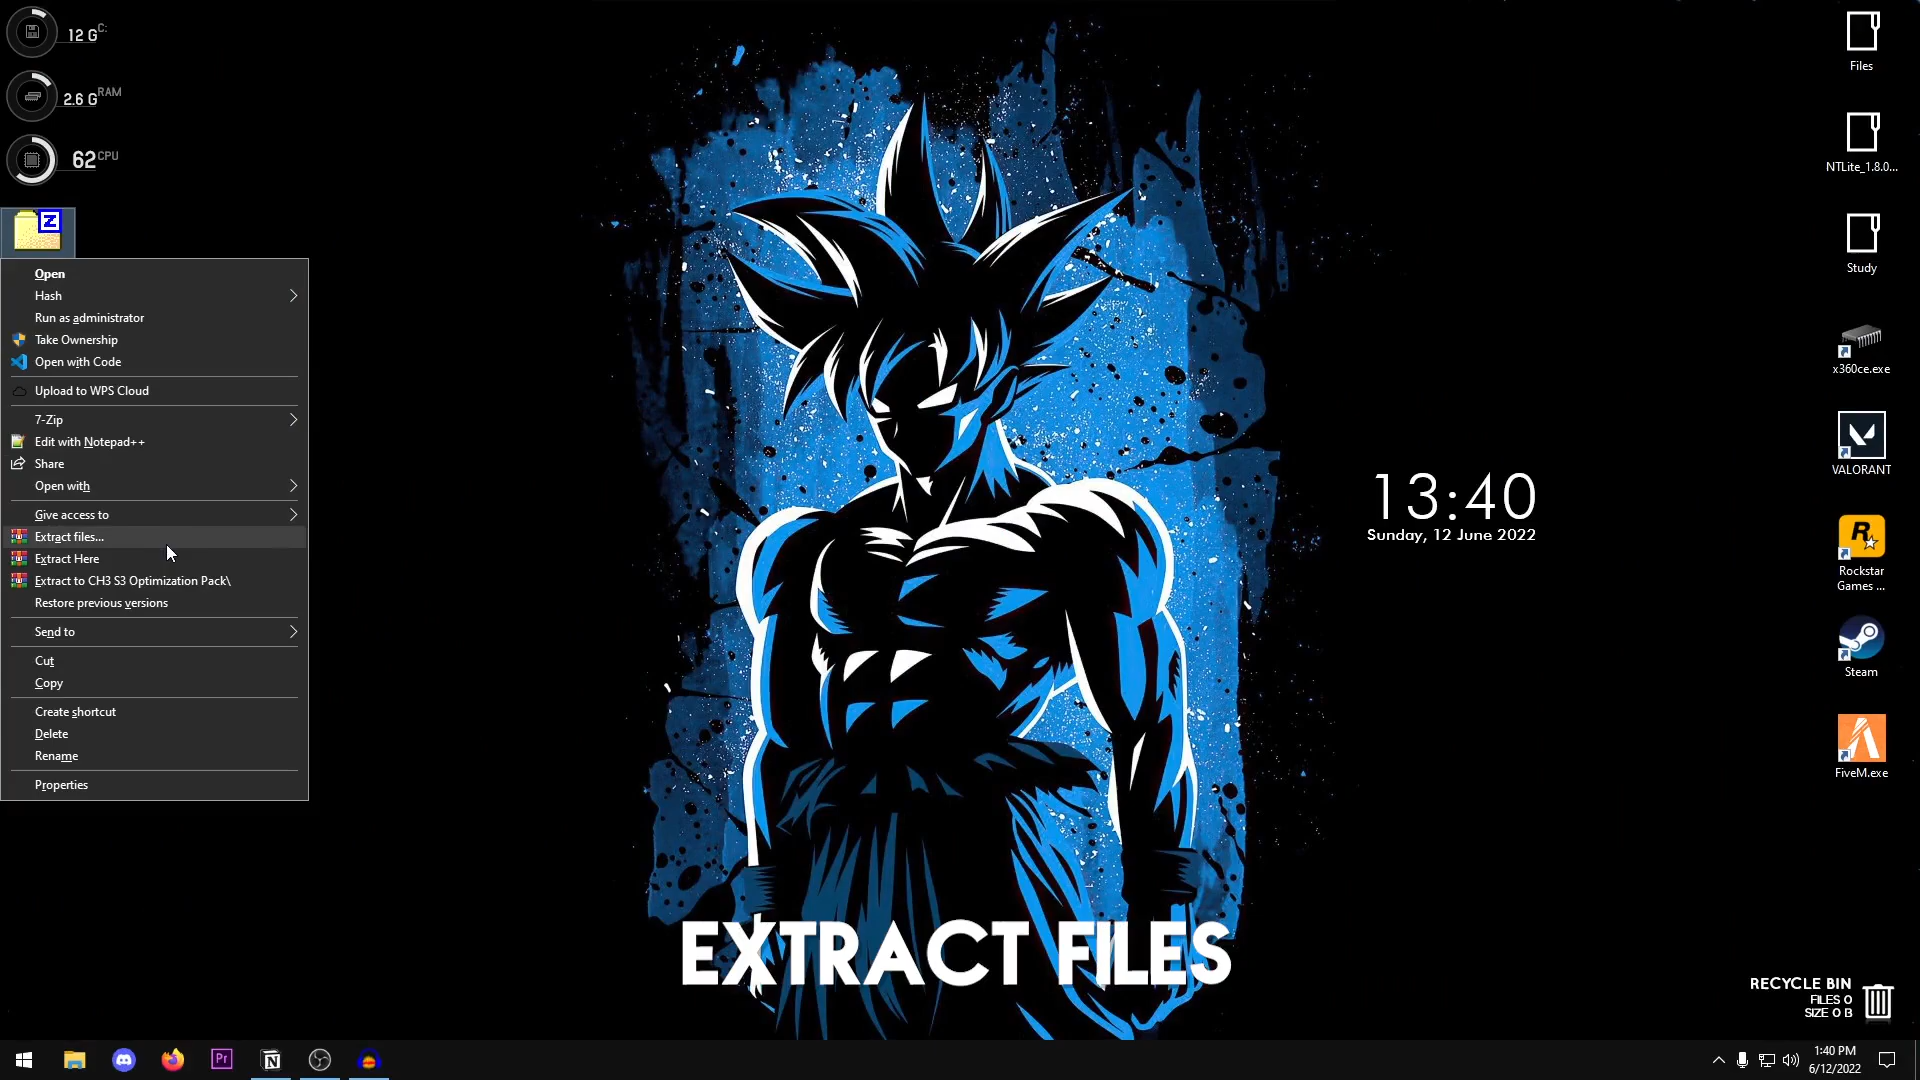 12 G C:
2.6 G RAM
62 CPU
Z
Open
Hash
Run as administrator
Take Ownership
Open with Code
Upload to WPS Cloud
7-Zip
Edit with Notepad++
Share
Open with
Give access to
Extract files...
Extract Here
Extract to CH3 S3 Optimization Pack\
Restore previous versions
Send to
Cut
Copy
Create shortcut
Delete
Rename
Properties
13:40
Sunday, 12 June 2022
EXTRACT FILES
Files
NTLite_1.8.0...
Study
x360ce.exe
VALORANT
R
Rockstar
Games ...
Steam
FiveM.exe
RECYCLE BIN
FILES 0
SIZE 0 B
Pr
N
1:40 PM
6/12/2022